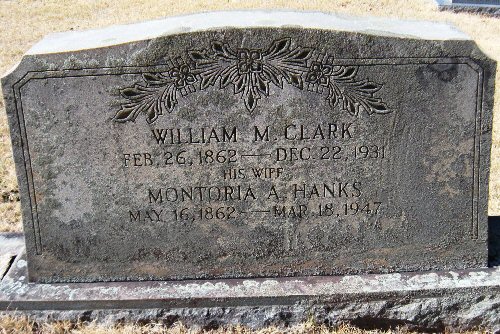 WILLIAM M. CLARK
FEB. 26, 1862 — DEC. 22, 1931
HIS WIFE
MONTORIA A. HANKS
MAY 16, 1862 — MAR. 18, 1947